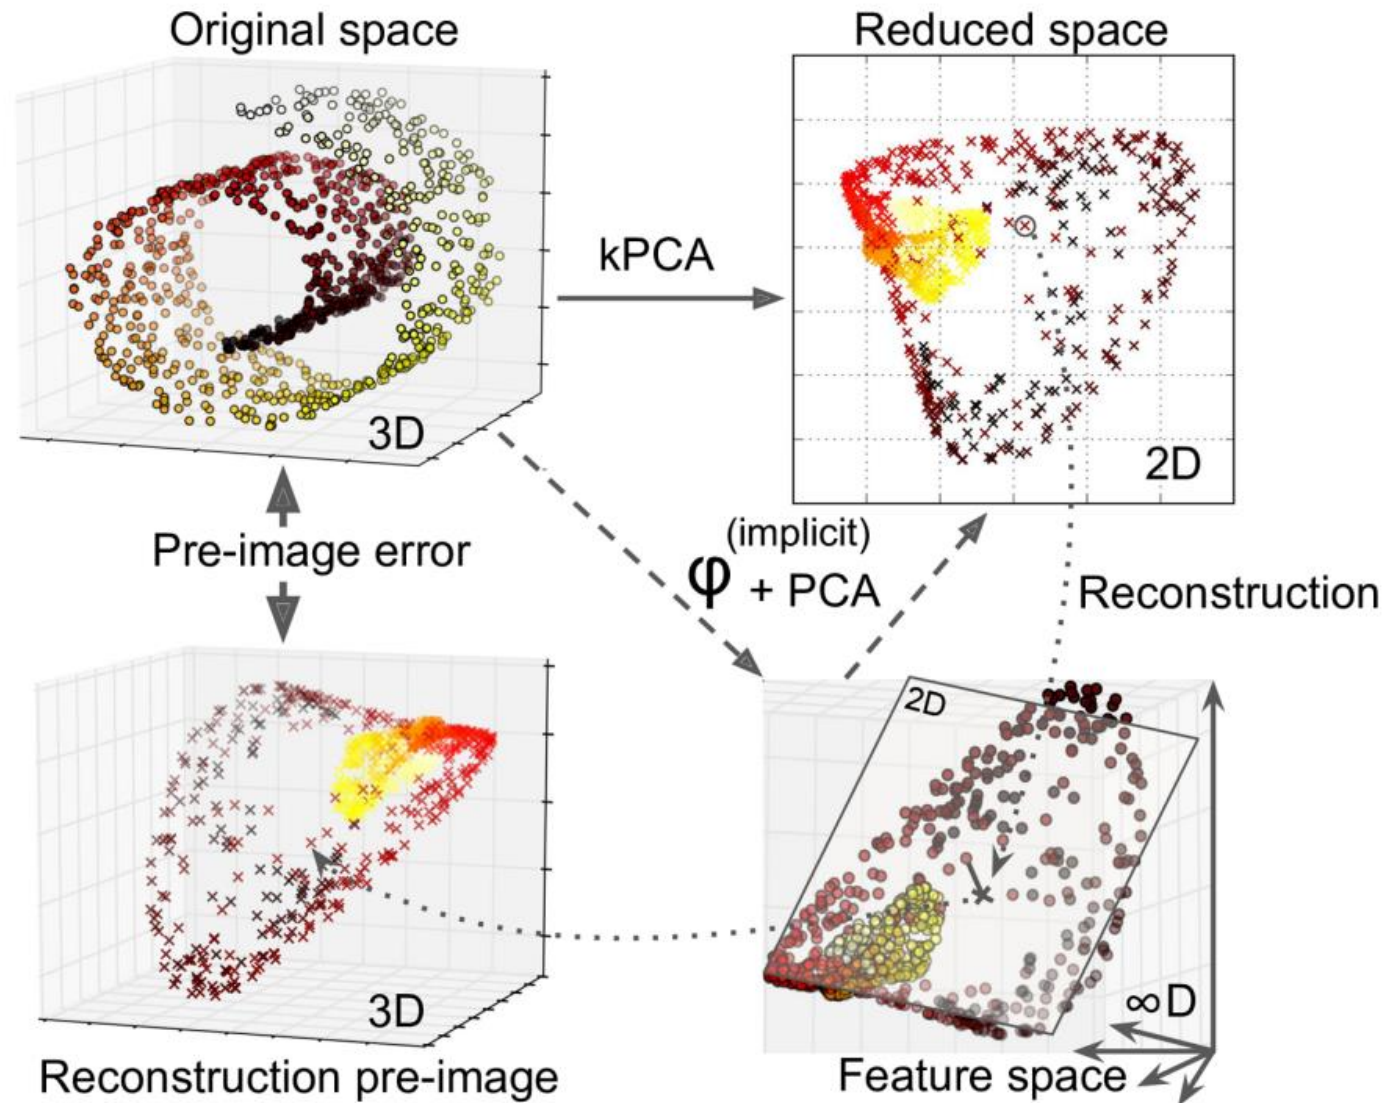 Original space
Reduced space
3D
kPCA
2D
(implicit)
φ + PCA
Pre-image error
Reconstruction
2D
3D
∞D
Reconstruction pre-image
Feature space